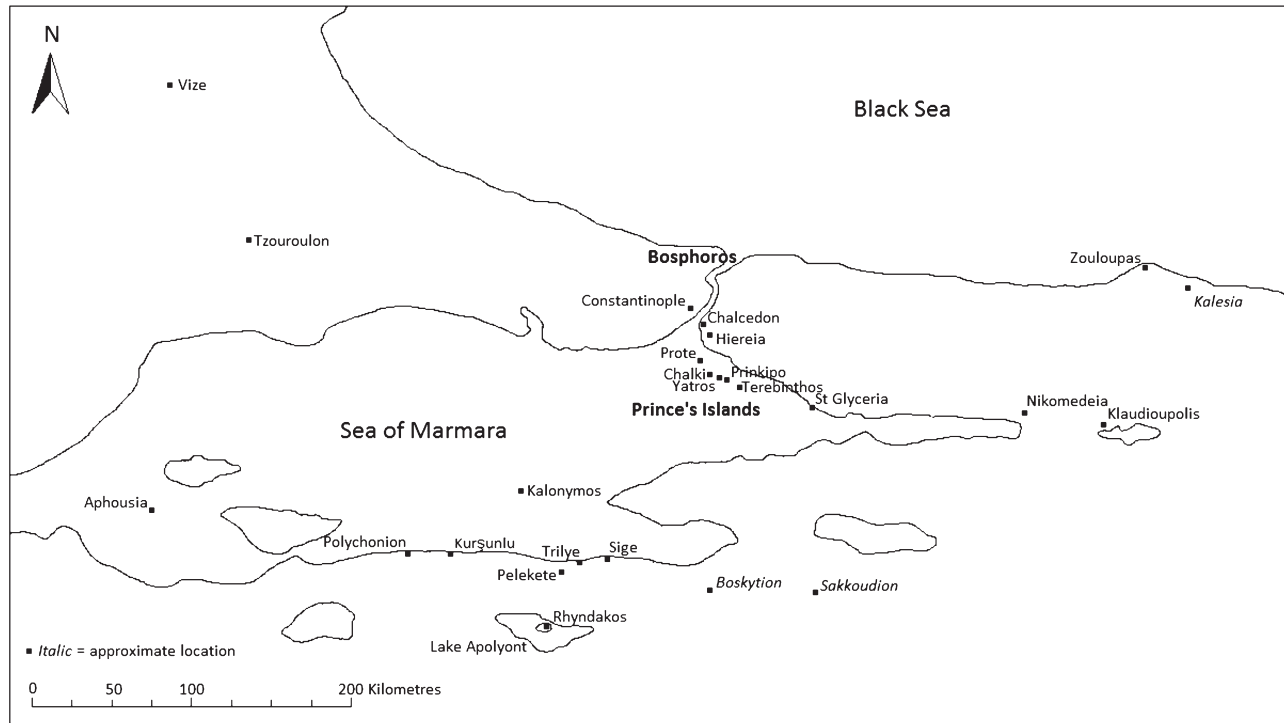 N
Vize
Black Sea
Tzouroulon
Bosphoros
Zouloupas
Kalesia
Constantinople
Chalcedon
Hiereia
Prote
Chalki
Prinkipo
Yatros
Terebinthos
St Glyceria
Prince's Islands
Nikomedeia
Klaudioupolis
Sea of Marmara
Aphousia
Kalonymos
Polychonion
Kurşunlu
Trilye
Sige
Pelekete
Boskytion
Sakkoudion
Rhyndakos
Lake Apolyont
Italic = approximate location
0 50 100 200 Kilometres